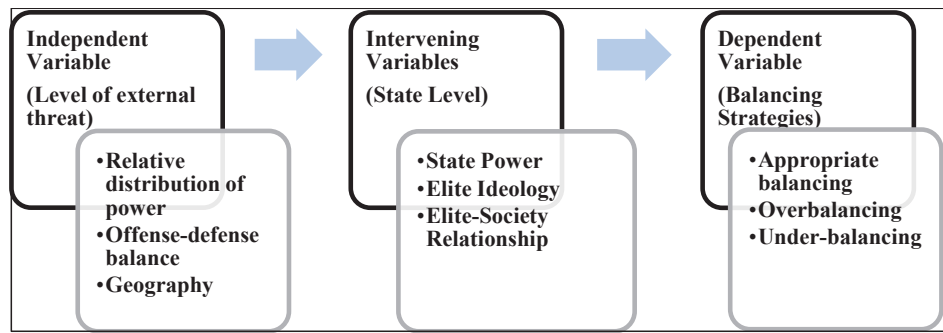 Independent
Variable
(Level of external
threat)
•Relative
distribution of
power
•Offense-defense
balance
•Geography
Intervening
Variables
(State Level)
•State Power
•Elite Ideology
•Elite-Society
Relationship
Dependent
Variable
(Balancing
Strategies)
•Appropriate
balancing
•Overbalancing
•Under-balancing